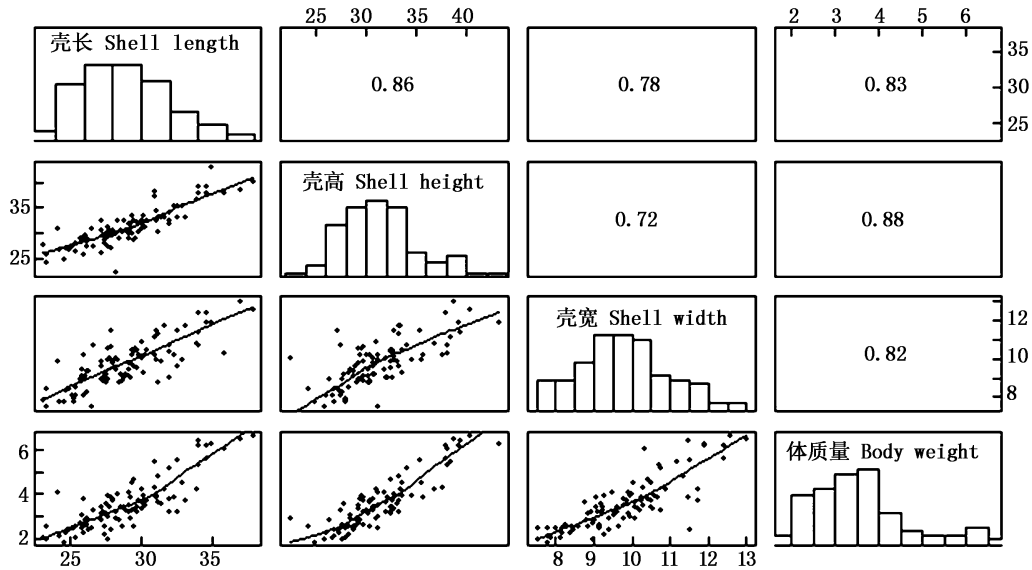 25 30 35 40
2 3 4 5 6
壳长 Shell length
0.86
0.78
0.83
35
30
25
35
25
壳高 Shell height
0.72
0.88
壳宽 Shell width
0.82
12
10
8
6
4
2
体质量 Body weight
25 30 35
8 9 10 11 12 13